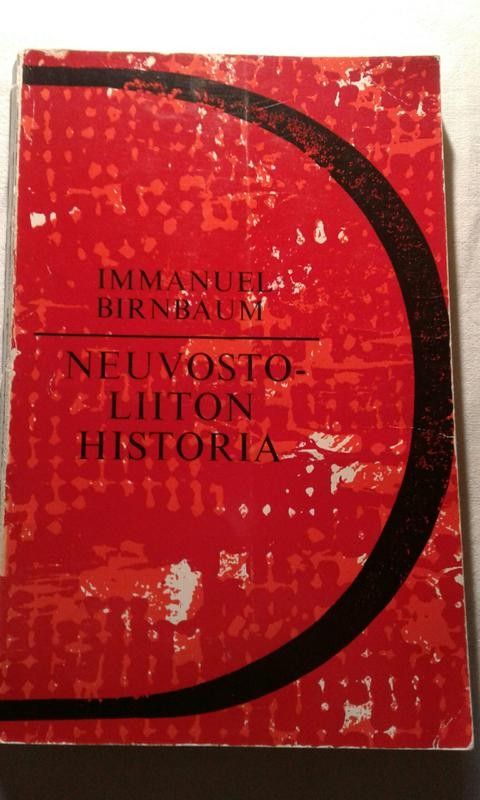 IMMANUEL
BIRNBAUM
NEUVOSTO-
LIITON
HISTORIA